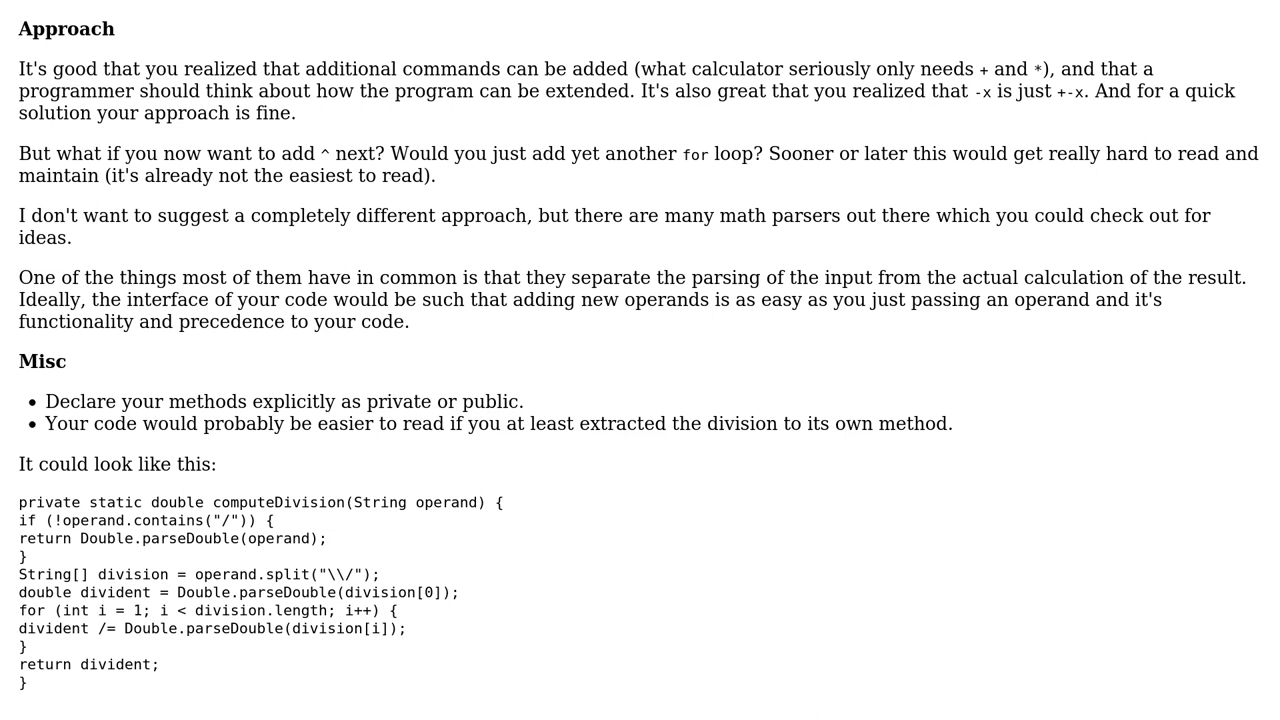 Approach
It's good that you realized that additional commands can be added (what calculator seriously only needs + and *), and that a
programmer should think about how the program can be extended. It's also great that you realized that -x is just +-x. And for a quick
solution your approach is fine.
But what if you now want to add ^ next? Would you just add yet another for loop? Sooner or later this would get really hard to read and
maintain (it's already not the easiest to read).
I don't want to suggest a completely different approach, but there are many math parsers out there which you could check out for
ideas.
One of the things most of them have in common is that they separate the parsing of the input from the actual calculation of the result.
Ideally, the interface of your code would be such that adding new operands is as easy as you just passing an operand and it's
functionality and precedence to your code.
Misc
• Declare your methods explicitly as private or public.
• Your code would probably be easier to read if you at least extracted the division to its own method.
It could look like this:
private static double computeDivision(String operand) {
if (!operand.contains("/")) {
return Double.parseDouble(operand);
}
String[] division = operand.split("\\/");
double divident = Double.parseDouble(division[0]);
for (int i = 1; i < division.length; i++) {
divident /= Double.parseDouble(division[i]);
}
return divident;
}